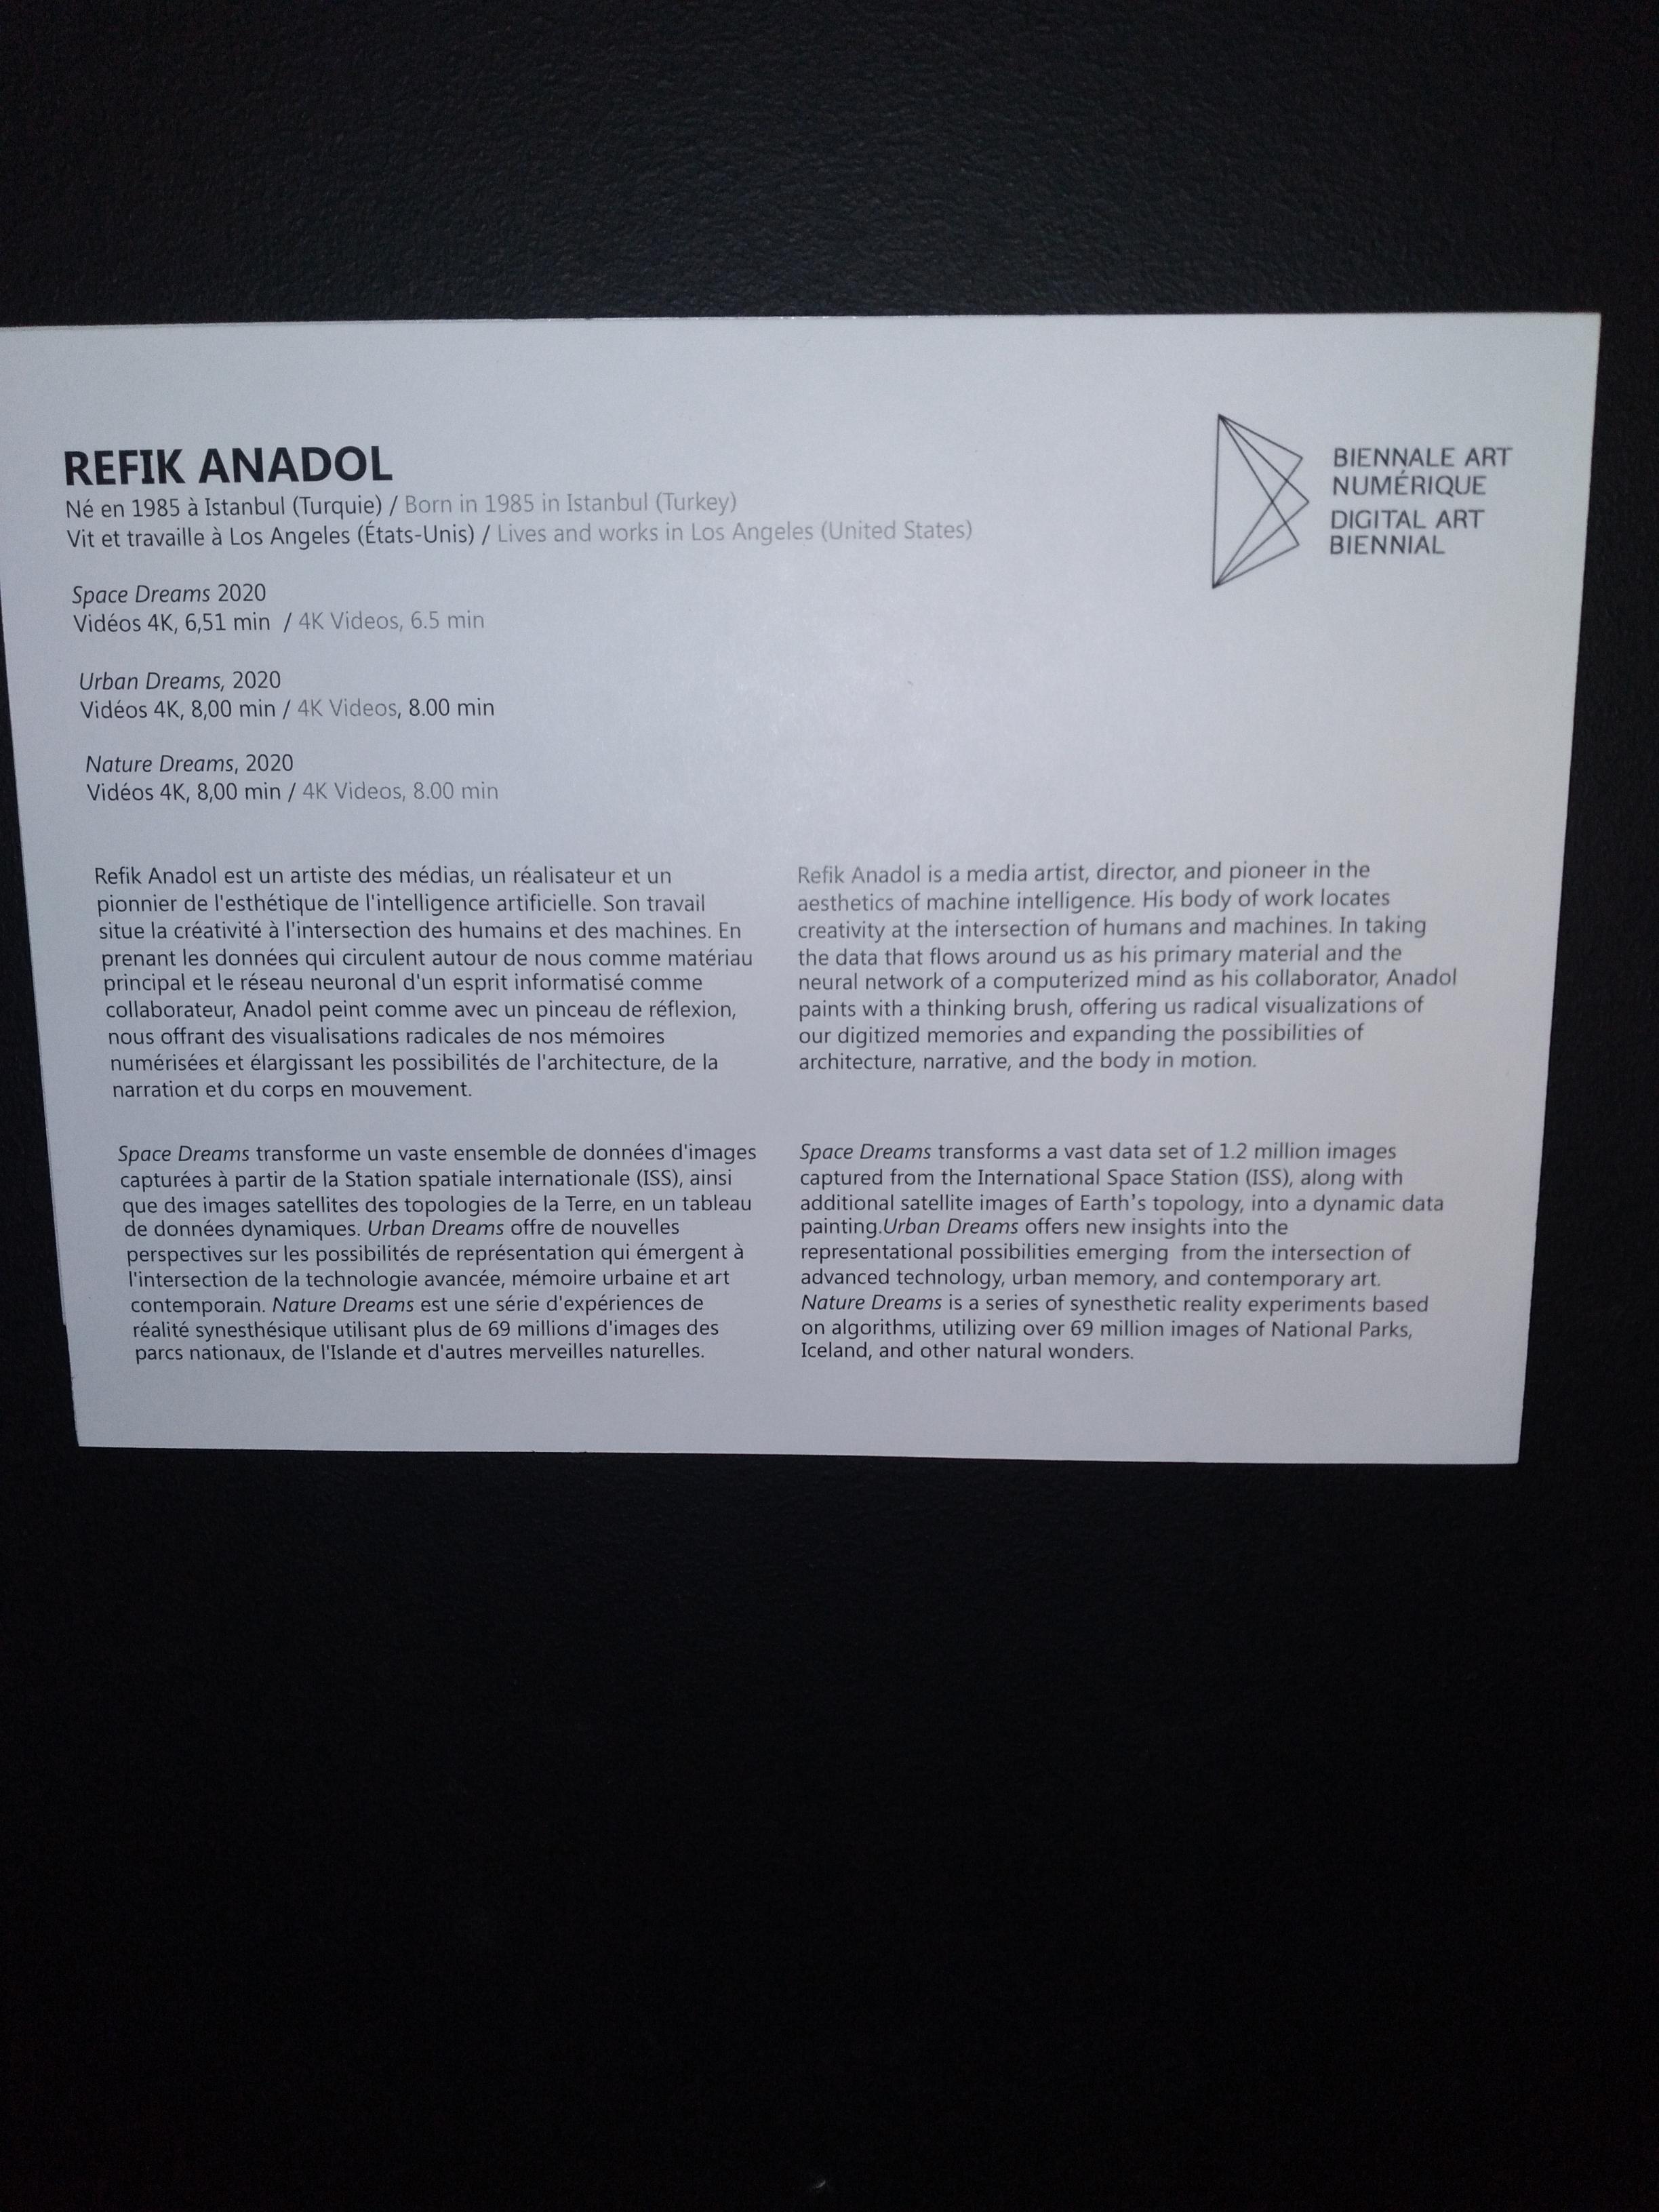 REFIK ANADOL
Né en 1985 à Istanbul (Turquie) / Born in 1985 in Istanbul (Turkey)
Vit et travaille à Los Angeles (États-Unis) / Lives and works in Los Angeles (United States)
BIENNALE ART
NUMÉRIQUE
DIGITAL ART
BIENNIAL
Space Dreams 2020
Vidéos 4K, 6,51 min / 4K Videos, 6.5 min
Urban Dreams, 2020
Vidéos 4K, 8,00 min / 4K Videos, 8.00 min
Nature Dreams, 2020
Vidéos 4K, 8,00 min / 4K Videos, 8.00 min
Refik Anadol est un artiste des médias, un réalisateur et un
pionnier de l'esthétique de l'intelligence artificielle. Son travail
situe la créativité à l'intersection des humains et des machines. En
prenant les données qui circulent autour de nous comme matériau
principal et le réseau neuronal d'un esprit informatisé comme
collaborateur, Anadol peint comme avec un pinceau de réflexion,
nous offrant des visualisations radicales de nos mémoires
numérisées et élargissant les possibilités de l'architecture, de la
narration et du corps en mouvement.
Space Dreams transforme un vaste ensemble de données d'images
capturées à partir de la Station spatiale internationale (ISS), ainsi
que des images satellites des topologies de la Terre, en un tableau
de données dynamiques. Urban Dreams offre de nouvelles
perspectives sur les possibilités de représentation qui émergent à
l'intersection de la technologie avancée, mémoire urbaine et art
contemporain. Nature Dreams est une série d'expériences de
réalité synesthésique utilisant plus de 69 millions d'images des
parcs nationaux, de l'Islande et d'autres merveilles naturelles.
Refik Anadol is a media artist, director, and pioneer in the
aesthetics of machine intelligence. His body of work locates
creativity at the intersection of humans and machines. In taking
the data that flows around us as his primary material and the
neural network of a computerized mind as his collaborator, Anadol
paints with a thinking brush, offering us radical visualizations of
our digitized memories and expanding the possibilities of
architecture, narrative, and the body in motion.
Space Dreams transforms a vast data set of 1.2 million images
captured from the International Space Station (ISS), along with
additional satellite images of Earth's topology, into a dynamic data
painting.Urban Dreams offers new insights into the
representational possibilities emerging from the intersection of
advanced technology, urban memory, and contemporary art.
Nature Dreams is a series of synesthetic reality experiments based
on algorithms, utilizing over 69 million images of National Parks,
Iceland, and other natural wonders.